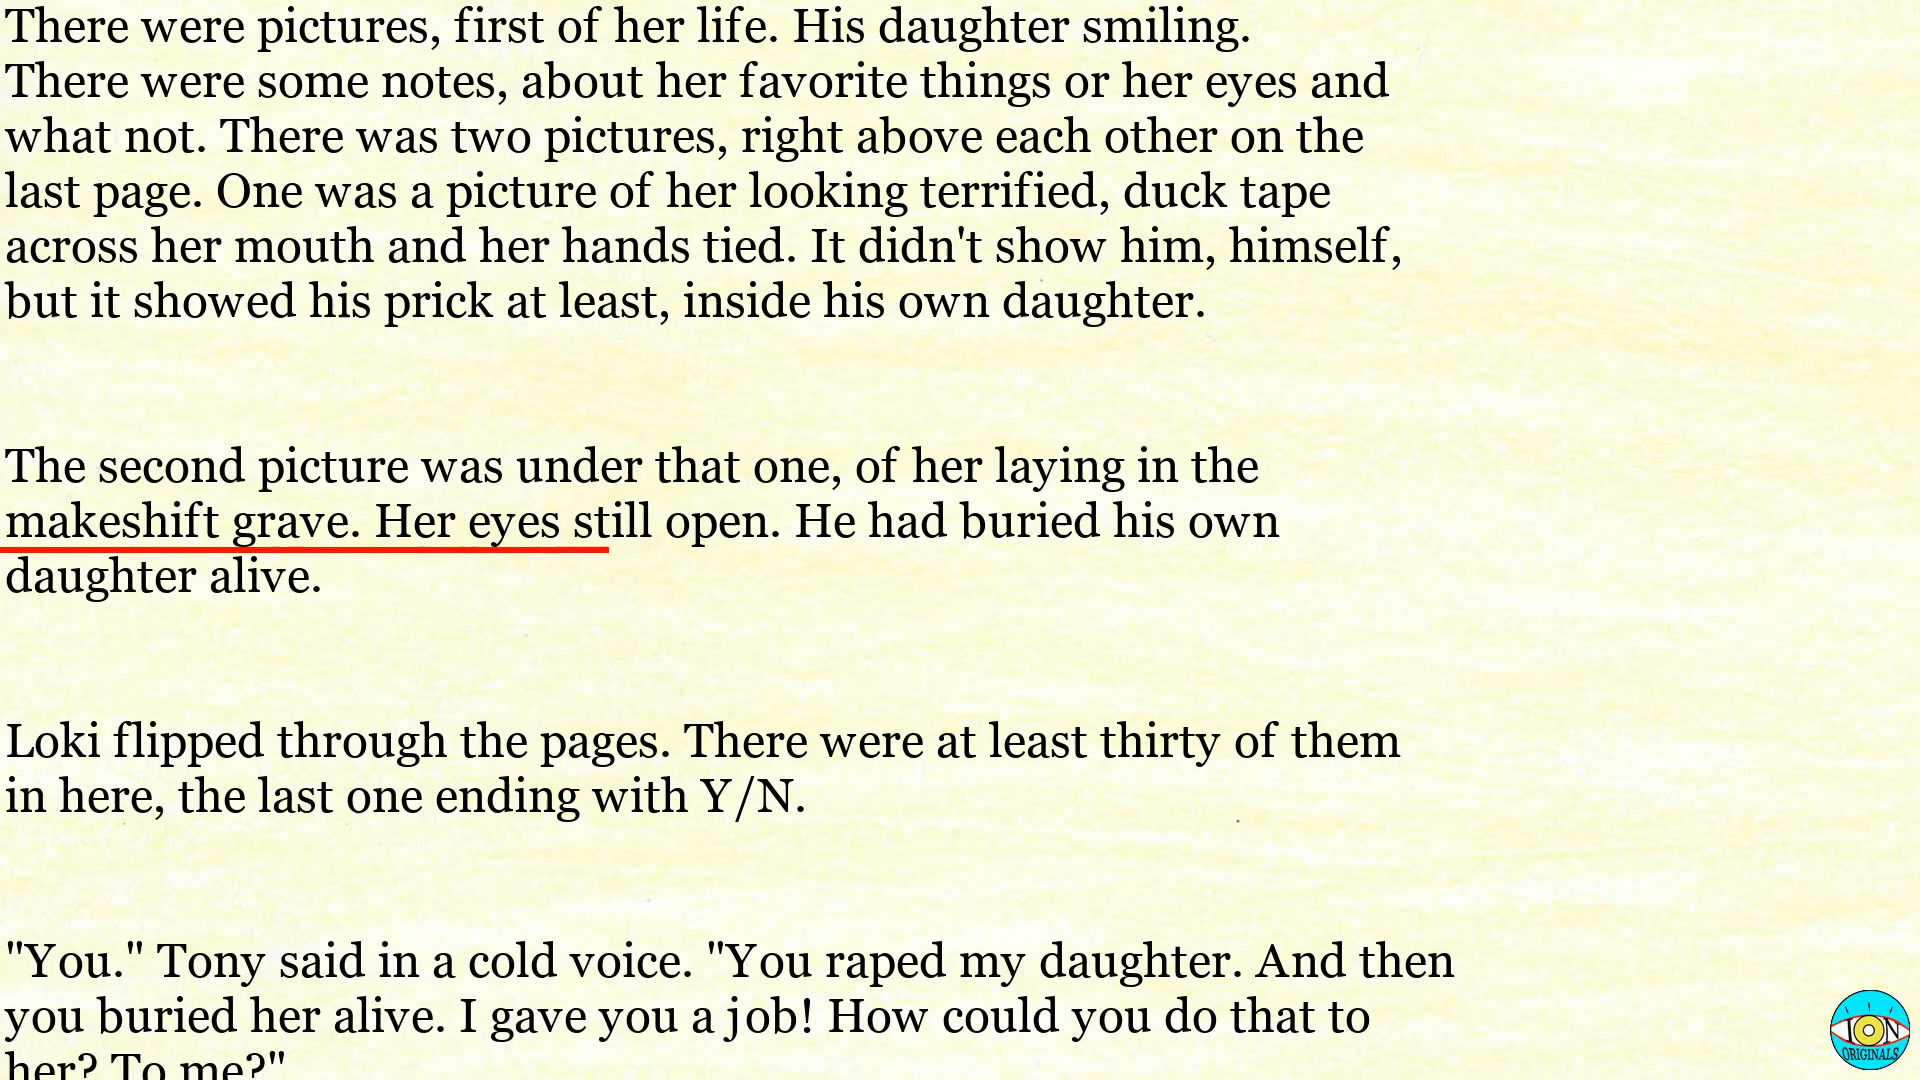 There were pictures, first of her life. His daughter smiling.
There were some notes, about her favorite things or her eyes and
what not. There was two pictures, right above each other on the
last page. One was a picture of her looking terrified, duck tape
across her mouth and her hands tied. It didn't show him, himself,
but it showed his prick at least, inside his own daughter.
The second picture was under that one, of her laying in the
makeshift grave. Her eyes still open. He had buried his own
daughter alive.
Loki flipped through the pages. There were at least thirty of them
in here, the last one ending with Y/N.
"You." Tony said in a cold voice. "You raped my daughter. And then
you buried her alive. I gave you a job! How could you do that to
her? To me?"
ION
ORIGINALS